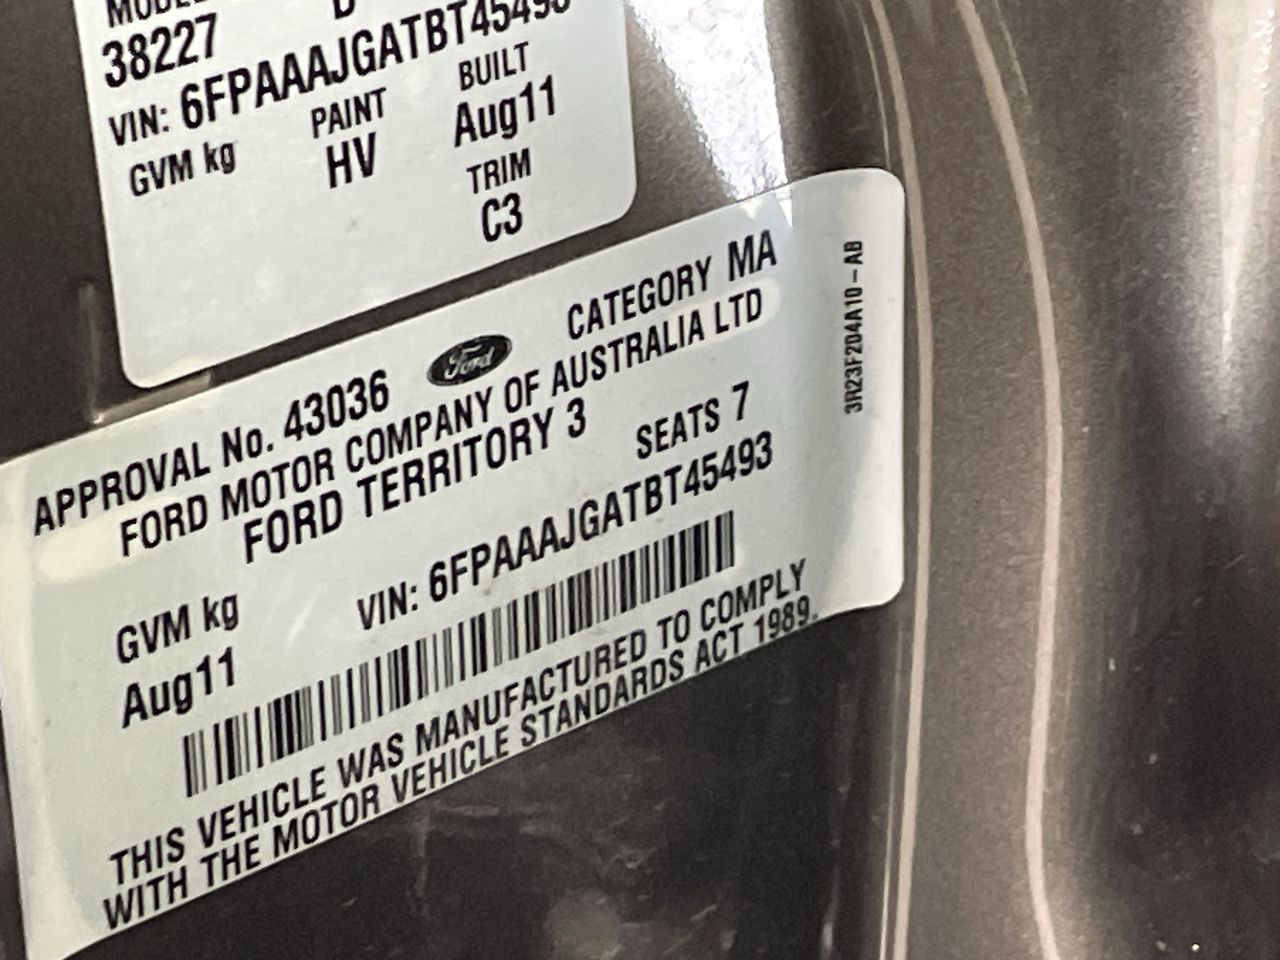 38227
VIN: 6FPAAAJGATBT45493
GVM kg PAINT BUILT
HV Aug11
TRIM
C3
APPROVAL No. 43036 Ford CATEGORY MA
FORD MOTOR COMPANY OF AUSTRALIA LTD
FORD TERRITORY 3
SEATS 7
GVM kg VIN: 6FPAAAJGATBT45493
Aug11
THIS VEHICLE WAS MANUFACTURED TO COMPLY
WITH THE MOTOR VEHICLE STANDARDS ACT 1989.
3R23F204A10-AB